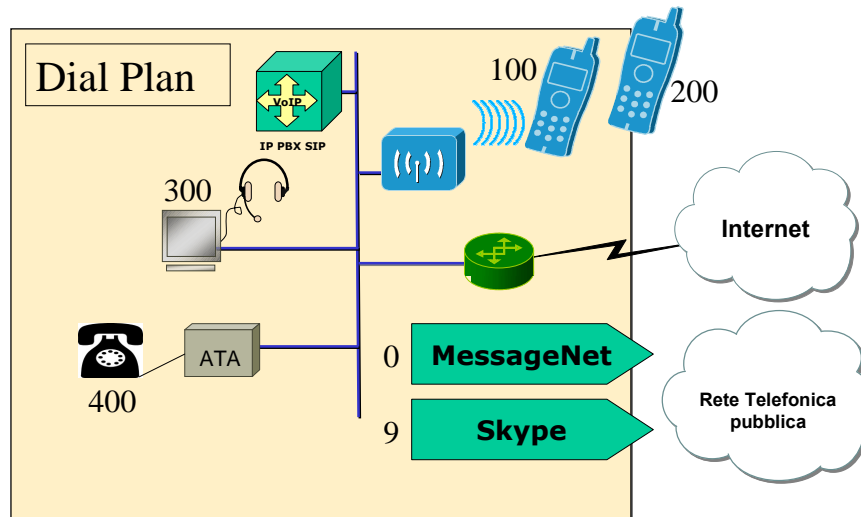 Dial Plan
VoIP
IP PBX SIP
100
200
300
Internet
ATA
400
0
MessageNet
9
Skype
Rete Telefonica
pubblica